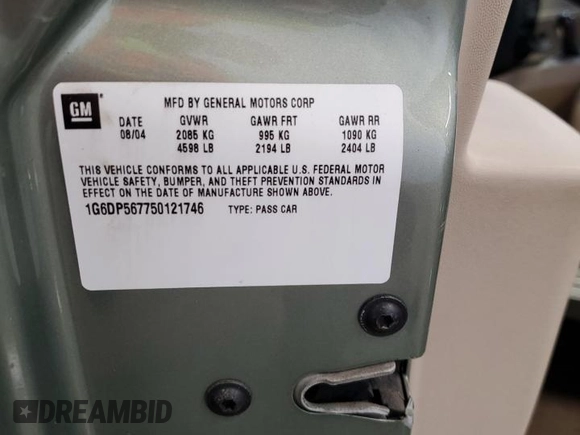 GM
MFD BY GENERAL MOTORS CORP
DATE GVWR GAWR FRT GAWR RR
08/04 2085 KG 995 KG 1090 KG
4598 LB 2194 LB 2404 LB
THIS VEHICLE CONFORMS TO ALL APPLICABLE U.S. FEDERAL MOTOR
VEHICLE SAFETY, BUMPER, AND THEFT PREVENTION STANDARDS IN
EFFECT ON THE DATE OF MANUFACTURE SHOWN ABOVE.
1G6DP567750121746 TYPE: PASS CAR
DREAMBID